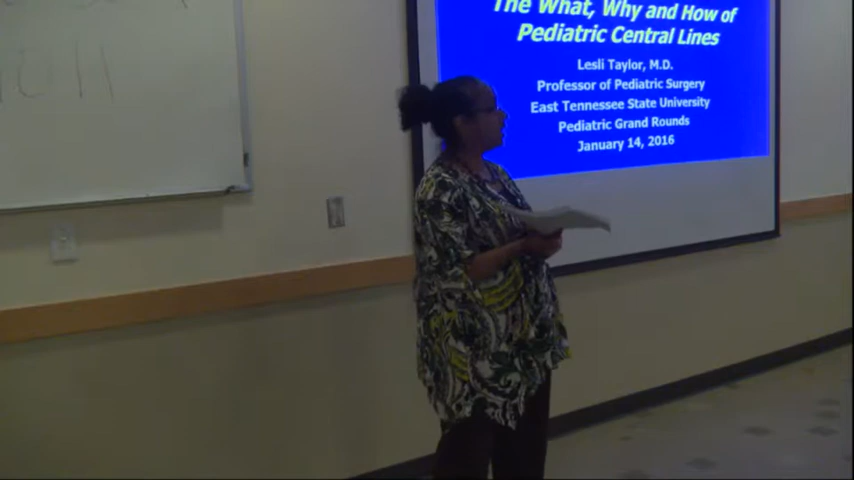 The What, Why and How of
Pediatric Central Lines
Lesli Taylor, M.D.
Professor of Pediatric Surgery
East Tennessee State University
Pediatric Grand Rounds
January 14, 2016